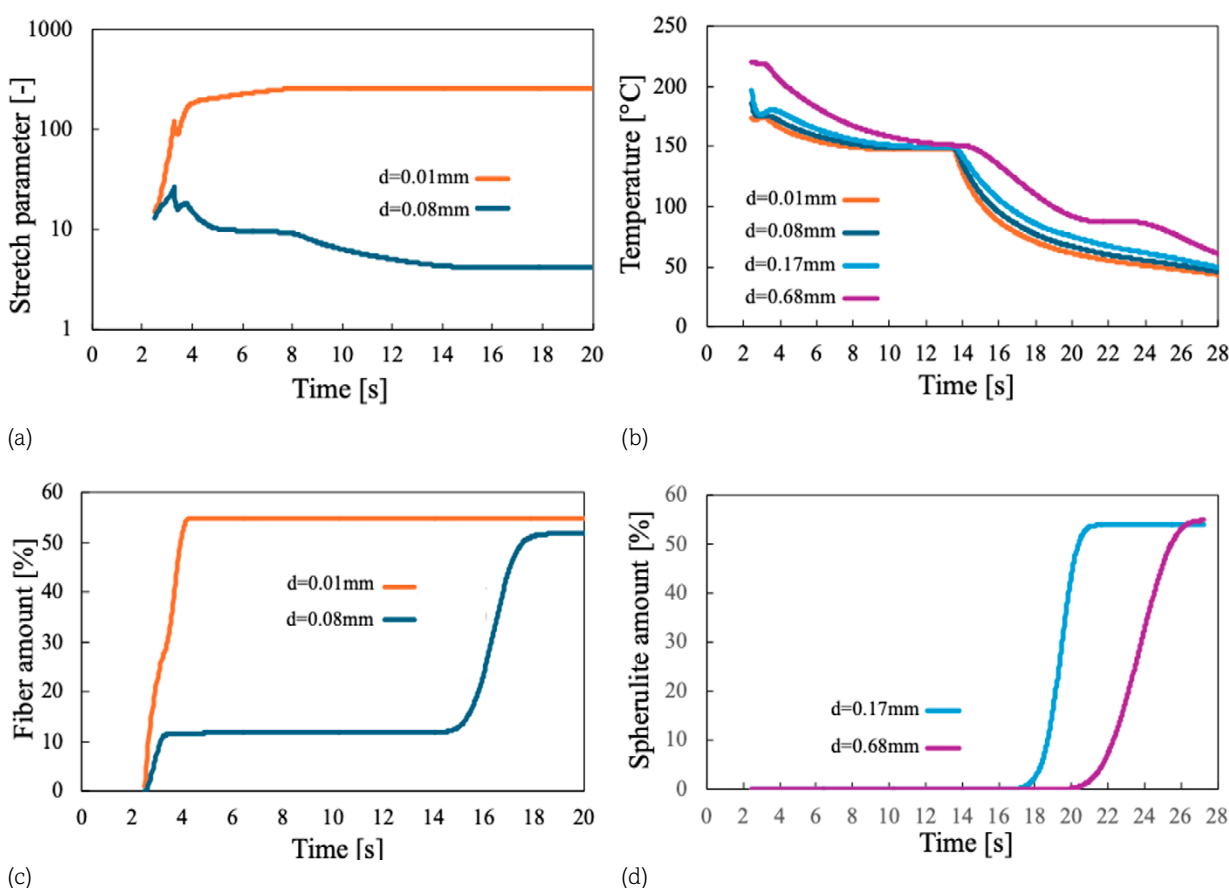 1000
100
10
1
Stretch parameter [-]
d=0.01mm
d=0.08mm
0 2 4 6 8 10 12 14 16 18 20
Time [s]
(a)
250
200
150
100
50
0
Temperature [°C]
d=0.01mm
d=0.08mm
d=0.17mm
d=0.68mm
0 2 4 6 8 10 12 14 16 18 20 22 24 26 28
Time [s]
(b)
60
50
40
30
20
10
0
Fiber amount [%]
d=0.01mm
d=0.08mm
0 2 4 6 8 10 12 14 16 18 20
Time [s]
(c)
60
50
40
30
20
10
0
Spherulite amount [%]
d=0.17mm
d=0.68mm
0 2 4 6 8 10 12 14 16 18 20 22 24 26 28
Time [s]
(d)